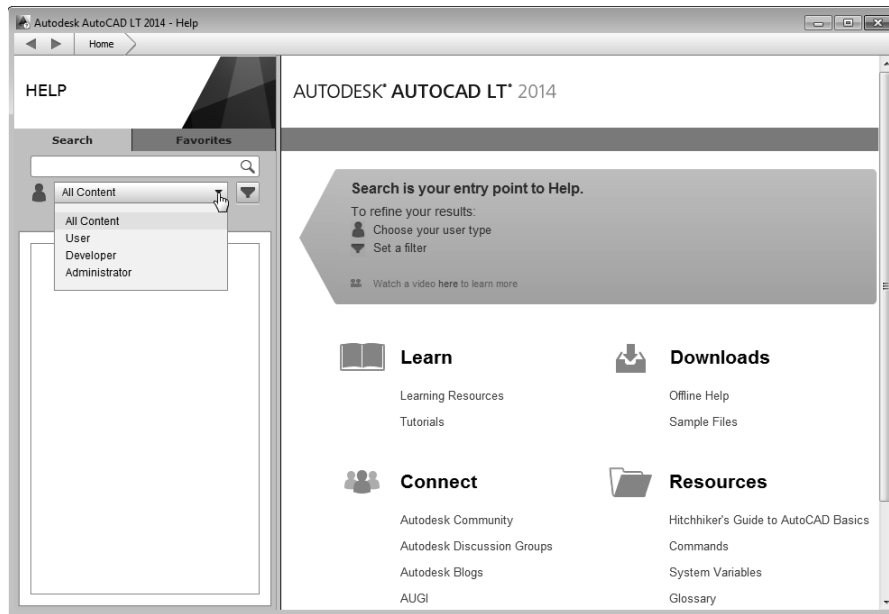 Autodesk AutoCAD LT 2014 - Help
Home
HELP
Search
Favorites
All Content
All Content
User
Developer
Administrator
AUTODESK® AUTOCAD LT® 2014
Search is your entry point to Help.
To refine your results:
Choose your user type
Set a filter
Watch a video here to learn more
Learn
Learning Resources
Tutorials
Downloads
Offline Help
Sample Files
Connect
Autodesk Community
Autodesk Discussion Groups
Autodesk Blogs
AUGI
Resources
Hitchhiker's Guide to AutoCAD Basics
Commands
System Variables
Glossary